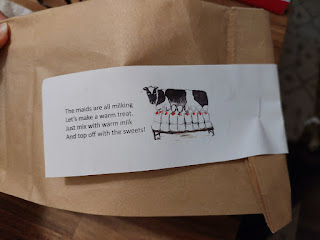 The maids are all milking
Let's make a warm treat.
Just mix with warm milk
And top off with the sweets!